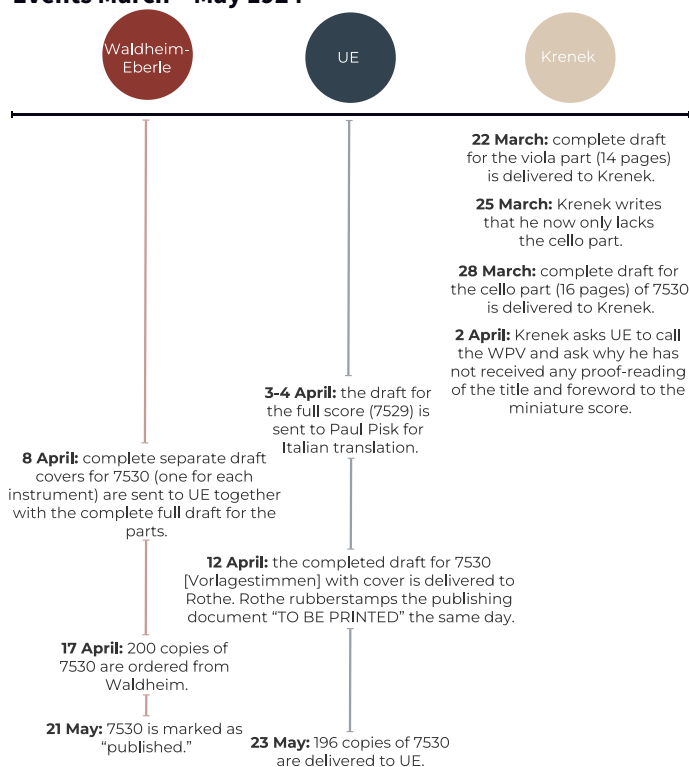 Events March – May 1924
Waldheim-
Eberle
UE
Krenek
22 March: complete draft
for the viola part (14 pages)
is delivered to Krenek.
25 March: Krenek writes
that he now only lacks
the cello part.
28 March: complete draft for
the cello part (16 pages) of 7530
is delivered to Krenek.
2 April: Krenek asks UE to call
the WPV and ask why he has
not received any proof-reading
of the title and foreword to the
miniature score.
3-4 April: the draft for
the full score (7529) is
sent to Paul Pisk for
Italian translation.
8 April: complete separate draft
covers for 7530 (one for each
instrument) are sent to UE together
with the complete full draft for the
parts.
12 April: the completed draft for 7530
[Vorlagestimmen] with cover is delivered to
Rothe. Rothe rubberstamps the publishing
document “TO BE PRINTED” the same day.
17 April: 200 copies of
7530 are ordered from
Waldheim.
21 May: 7530 is marked as
“published.”
23 May: 196 copies of 7530
are delivered to UE.